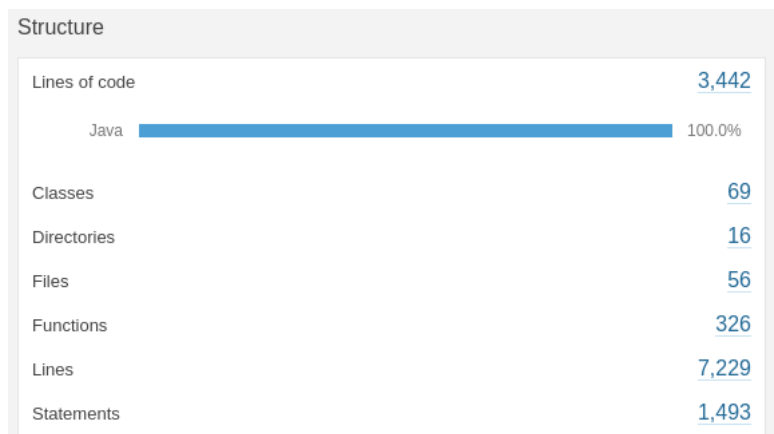 Structure
Lines of code 3,442
Java 100.0%
Classes 69
Directories 16
Files 56
Functions 326
Lines 7,229
Statements 1,493